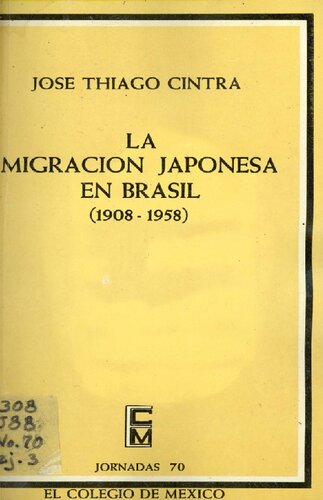 JOSE THIAGO CINTRA
LA
MIGRACION JAPONESA
EN BRASIL
(1908 - 1958)
308
J88
No. 70
ej. 3
CM
JORNADAS 70
EL COLEGIO DE MEXICO